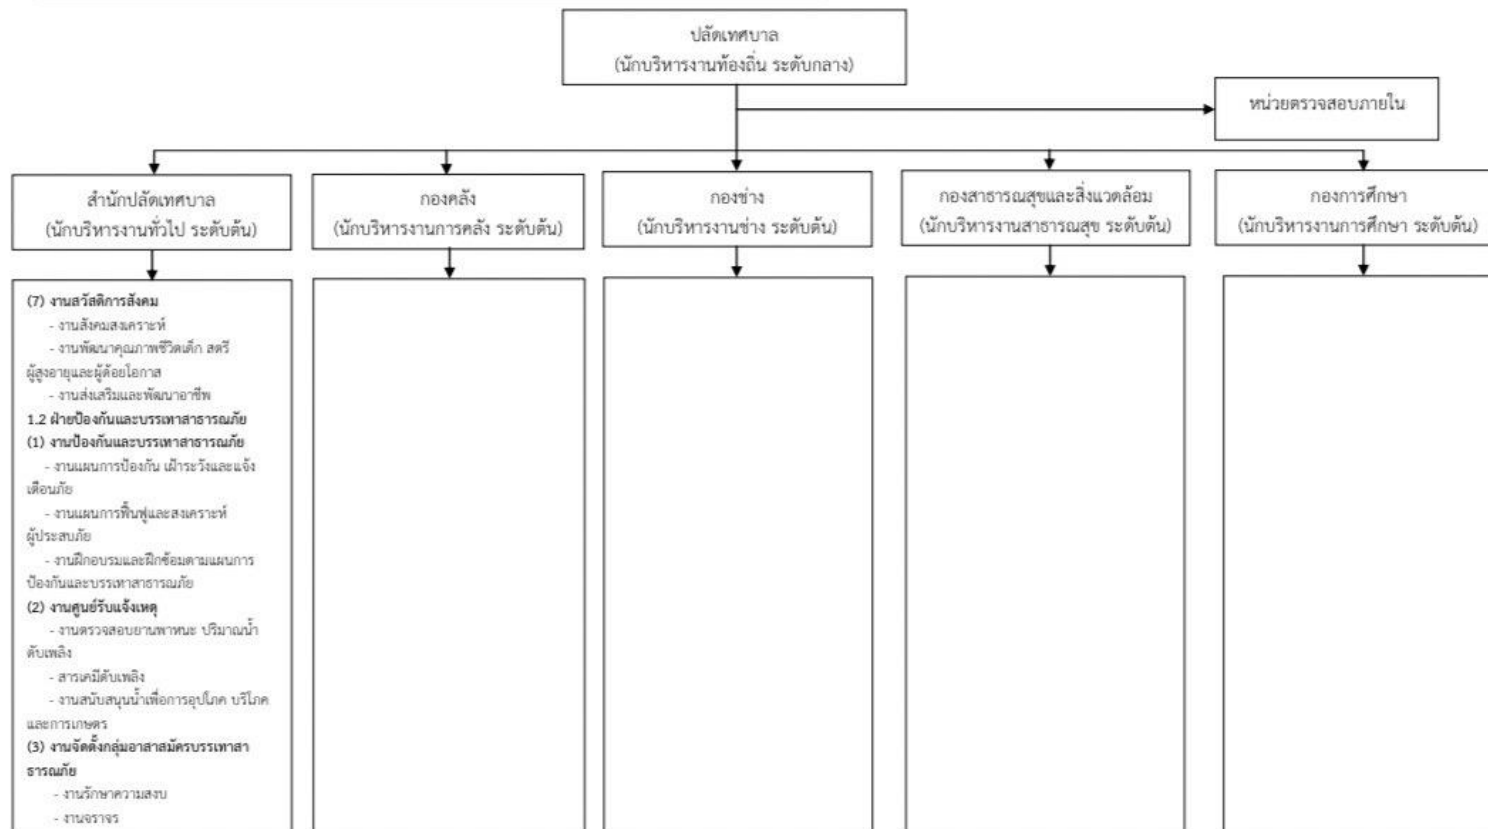 ปลัดเทศบาล
(นักบริหารงานท้องถิ่น ระดับกลาง)
หน่วยตรวจสอบภายใน
สำนักปลัดเทศบาล
(นักบริหารงานทั่วไป ระดับต้น)
กองคลัง
(นักบริหารงานการคลัง ระดับต้น)
กองช่าง
(นักบริหารงานช่าง ระดับต้น)
กองสาธารณสุขและสิ่งแวดล้อม
(นักบริหารงานสาธารณสุข ระดับต้น)
กองการศึกษา
(นักบริหารงานการศึกษา ระดับต้น)
(7) งานสวัสดิการสังคม
- งานสังคมสงเคราะห์
- งานพัฒนาคุณภาพชีวิตเด็ก สตรี
ผู้สูงอายุและผู้ด้อยโอกาส
- งานส่งเสริมและพัฒนาอาชีพ
1.2 ฝ่ายป้องกันและบรรเทาสาธารณภัย
(1) งานป้องกันและบรรเทาสาธารณภัย
- งานแผนการป้องกัน เฝ้าระวังและแจ้ง
เตือนภัย
- งานแผนการฟื้นฟูและสงเคราะห์
ผู้ประสบภัย
- งานฝึกอบรมและฝึกซ้อมตามแผนการ
ป้องกันและบรรเทาสาธารณภัย
(2) งานศูนย์รับแจ้งเหตุ
- งานตรวจสอบยานพาหนะ ปริมาณน้ำ
ดับเพลิง
- สารเคมีดับเพลิง
- งานสนับสนุนน้ำเพื่อการอุปโภค บริโภค
และการเกษตร
(3) งานจัดตั้งกลุ่มอาสาสมัครบรรเทาสา
ธารณภัย
- งานรักษาความสงบ
- งานจราจร